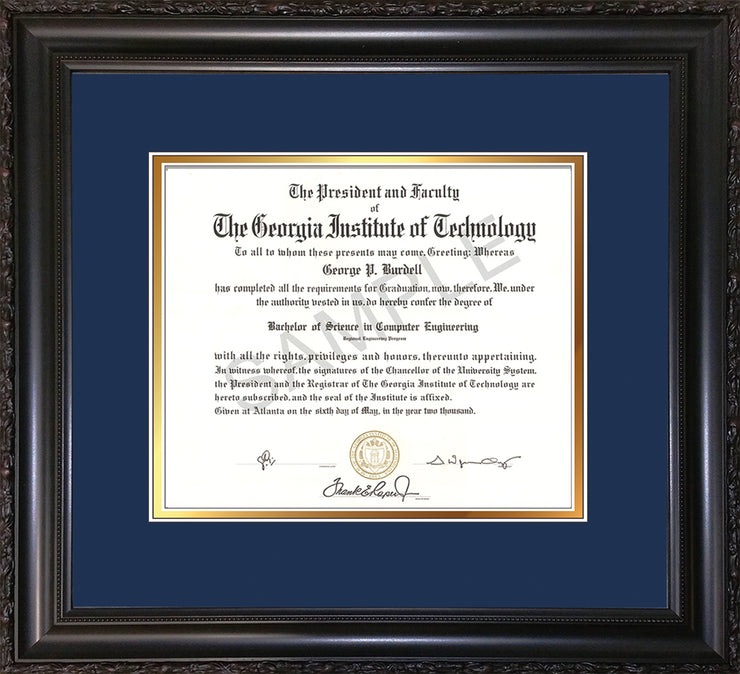 The President and Faculty
of
The Georgia Institute of Technology
To all to whom these presents may come, Greeting: Whereas
George P. Burdell
has completed all the requirements for Graduation, now, therefore, We, under
the authority vested in us, do hereby confer the degree of
Bachelor of Science in Computer Engineering
Regional Engineering Program
with all the rights, privileges and honors, thereunto appertaining.
In witness whereof, the signatures of the Chancellor of the University System,
the President and the Registrar of The Georgia Institute of Technology are
hereto subscribed, and the seal of the Institute is affixed.
Given at Atlanta on the sixth day of May, in the year two thousand.
SAMPLE